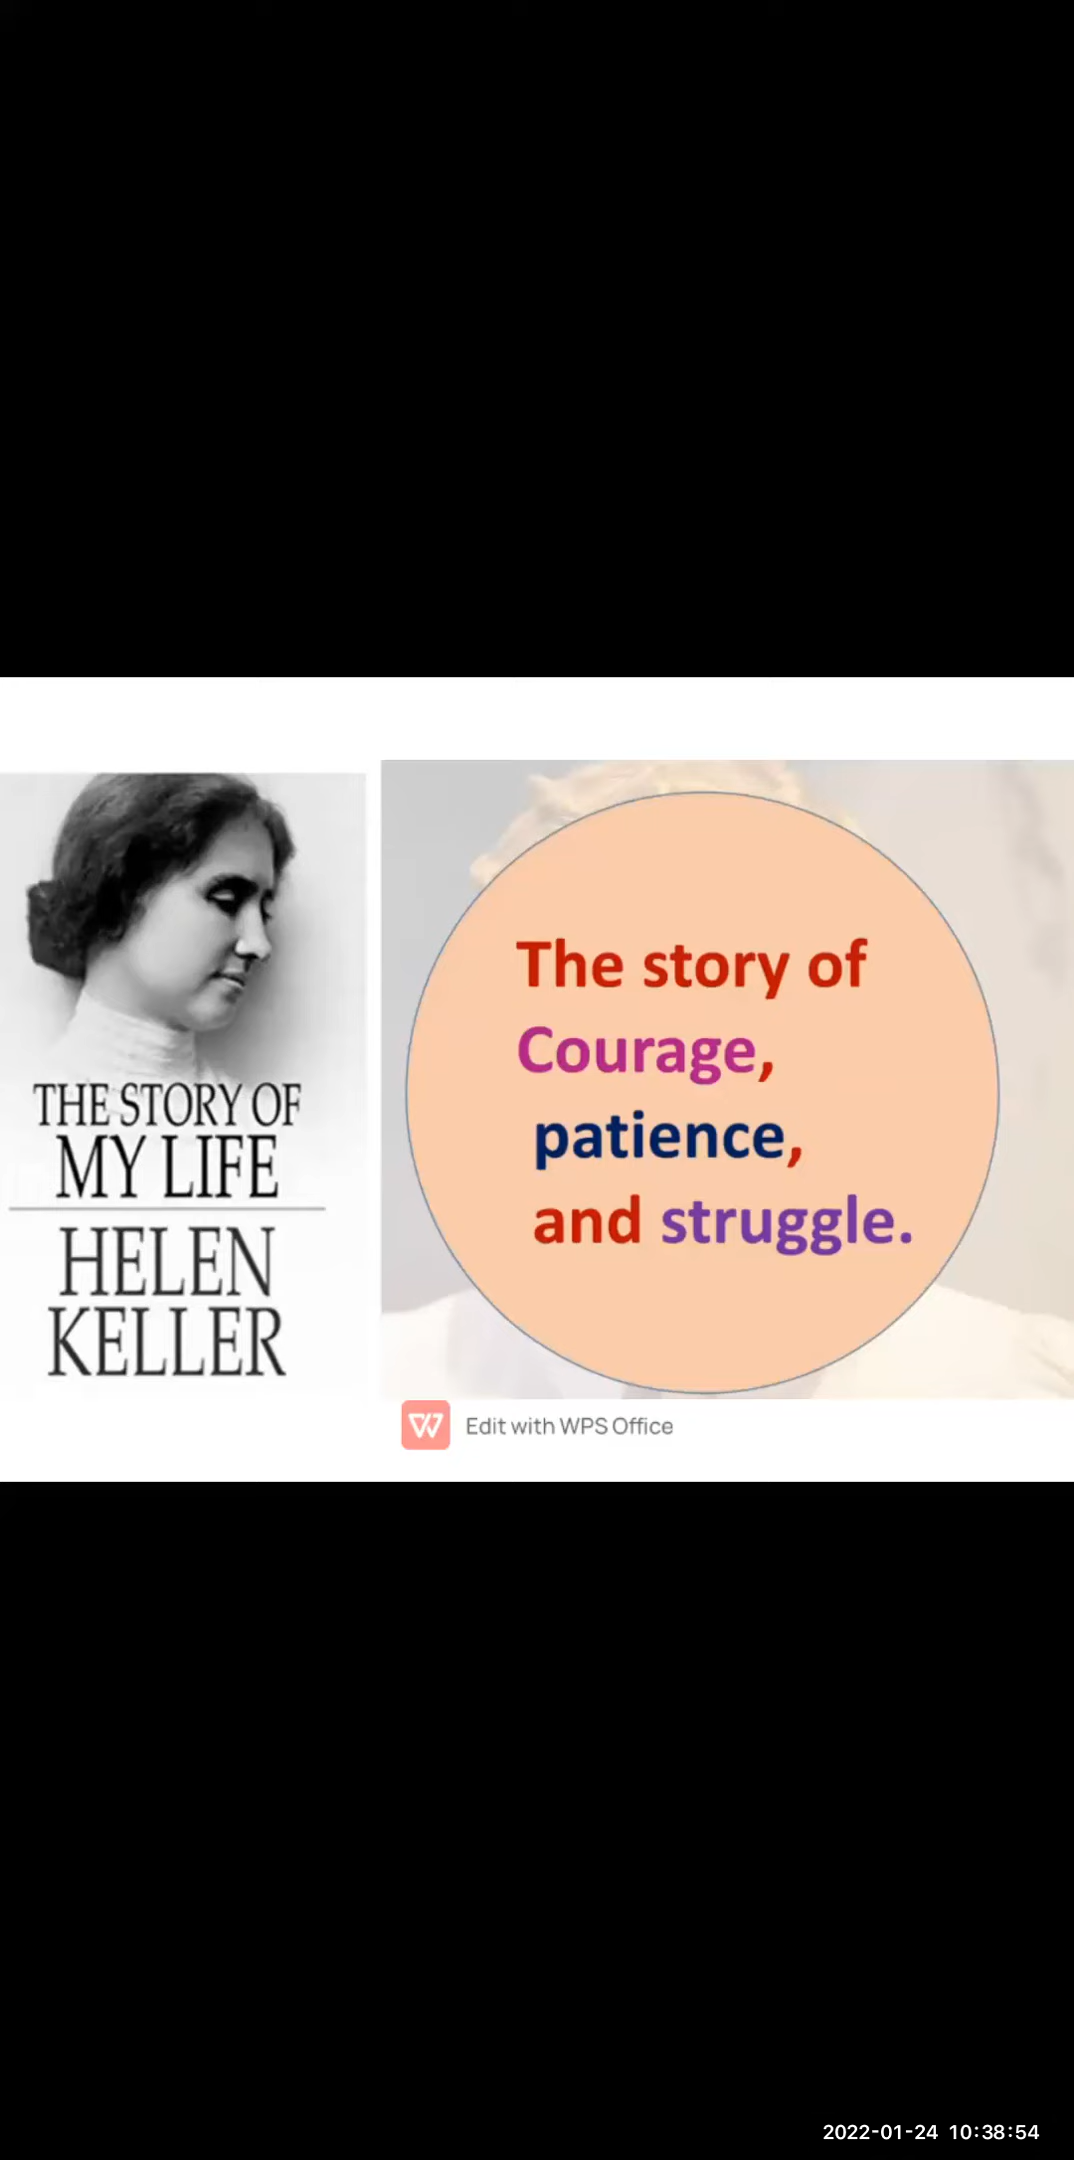 THE STORY OF
MY LIFE
HELEN
KELLER
The story of
Courage,
patience,
and struggle.
Edit with WPS Office
2022-01-24 10:38:54